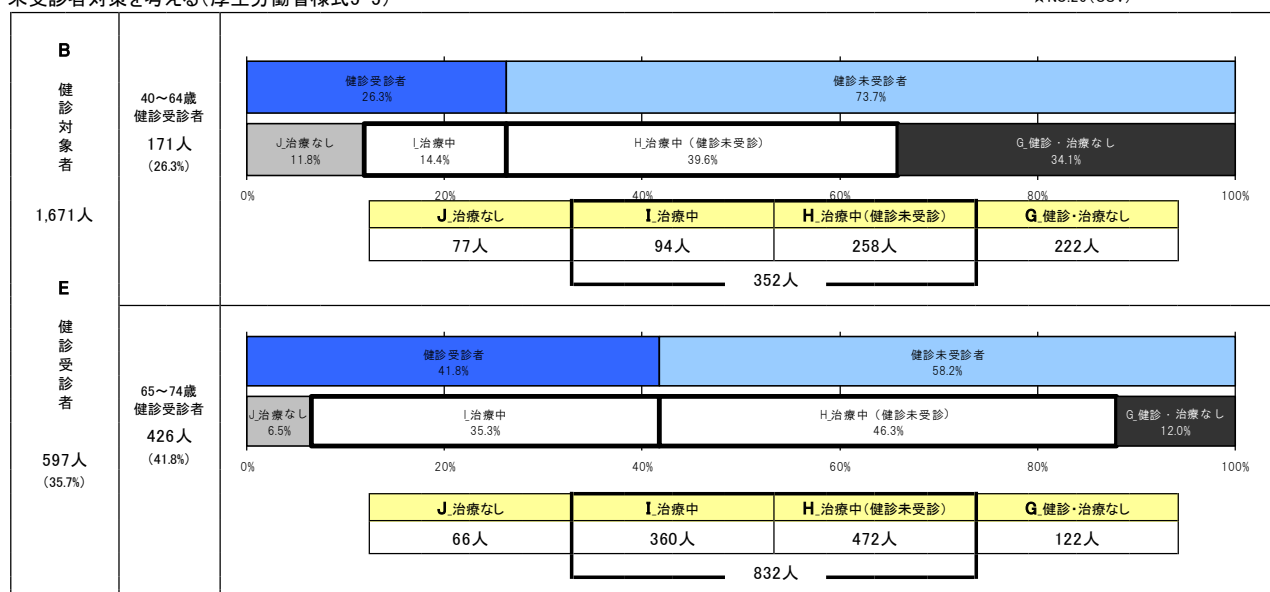 未受診者対策を考える(厚生労働省様式5-5)
★NO.26(CSV)
B
健診対象者
1,671人
E
健診受診者
597人
(35.7%)
40～64歳
健診受診者
171人
(26.3%)
健診受診者
26.3%
健診未受診者
73.7%
J_治療なし
11.8%
I_治療中
14.4%
H_治療中（健診未受診）
39.6%
G_健診・治療なし
34.1%
0% 20% 40% 60% 80% 100%
J_治療なし I_治療中 H_治療中(健診未受診) G_健診・治療なし
77人 94人 258人 222人
352人
65～74歳
健診受診者
426人
(41.8%)
健診受診者
41.8%
健診未受診者
58.2%
J_治療なし
6.5%
I_治療中
35.3%
H_治療中（健診未受診）
46.3%
G_健診・治療なし
12.0%
0% 20% 40% 60% 80% 100%
J_治療なし I_治療中 H_治療中(健診未受診) G_健診・治療なし
66人 360人 472人 122人
832人